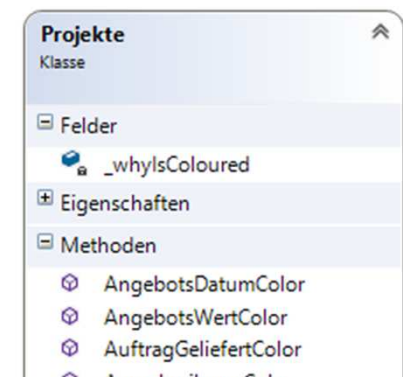 Projekte
Klasse
Felder
_whyIsColoured
Eigenschaften
Methoden
AngebotsDatumColor
AngebotsWertColor
AuftragGeliefertColor